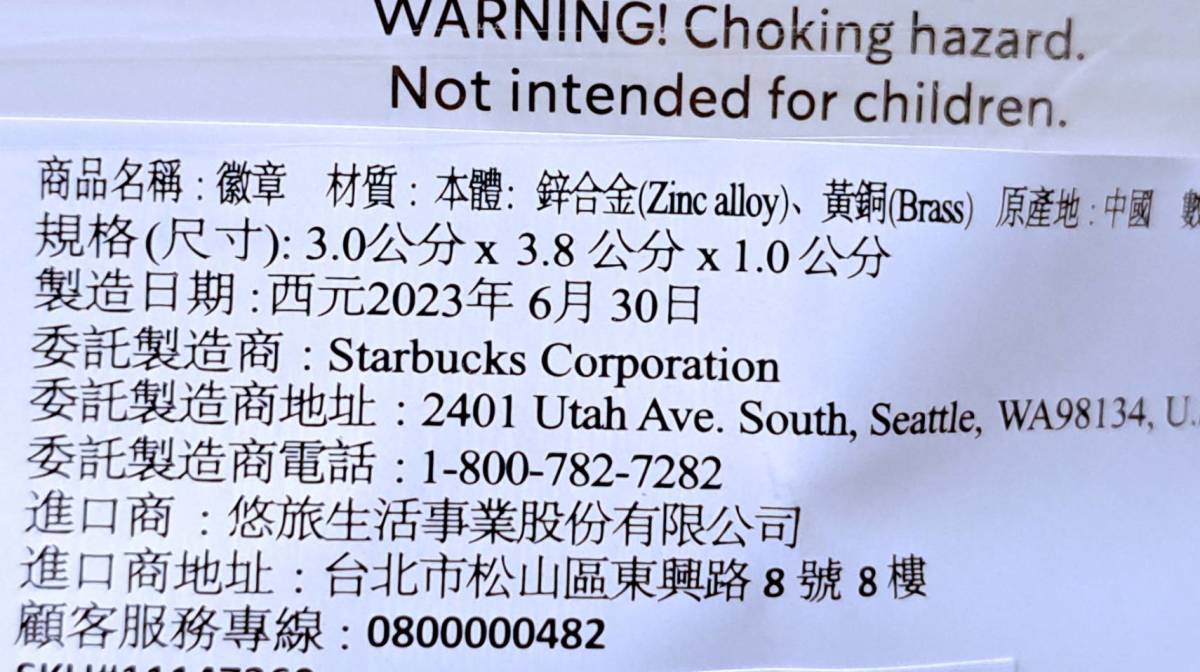 WARNING! Choking hazard.
Not intended for children.
商品名稱 : 徽章 材質 : 本體: 鋅合金(Zinc alloy)、黃銅(Brass) 原產地 : 中國 數
規格(尺寸): 3.0公分 x 3.8 公分 x 1.0 公分
製造日期 : 西元2023年 6月 30日
委託製造商 : Starbucks Corporation
委託製造商地址 : 2401 Utah Ave. South, Seattle, WA98134, U.
委託製造商電話 : 1-800-782-7282
進口商 : 悠旅生活事業股份有限公司
進口商地址 : 台北市松山區東興路 8 號 8 樓
顧客服務專線 : 0800000482